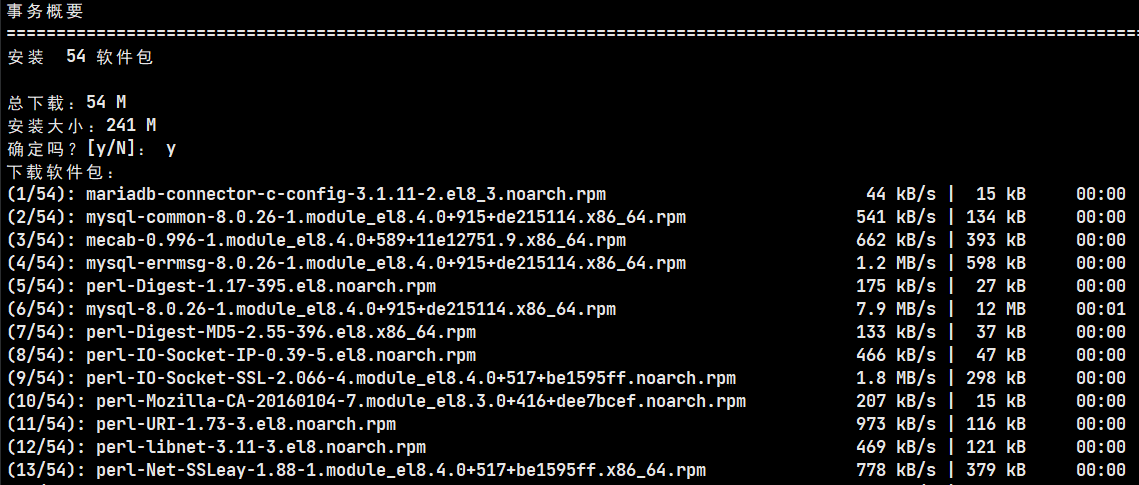 事务概要
================================================================================================================
安装  54 软件包
总下载：54 M
安装大小：241 M
确定吗？[y/N]： y
下载软件包：
(1/54): mariadb-connector-c-config-3.1.11-2.el8_3.noarch.rpm 44 kB/s | 15 kB 00:00
(2/54): mysql-common-8.0.26-1.module_el8.4.0+915+de215114.x86_64.rpm 541 kB/s | 134 kB 00:00
(3/54): mecab-0.996-1.module_el8.4.0+589+11e12751.9.x86_64.rpm 662 kB/s | 393 kB 00:00
(4/54): mysql-errmsg-8.0.26-1.module_el8.4.0+915+de215114.x86_64.rpm 1.2 MB/s | 598 kB 00:00
(5/54): perl-Digest-1.17-395.el8.noarch.rpm 175 kB/s | 27 kB 00:00
(6/54): mysql-8.0.26-1.module_el8.4.0+915+de215114.x86_64.rpm 7.9 MB/s | 12 MB 00:01
(7/54): perl-Digest-MD5-2.55-396.el8.x86_64.rpm 133 kB/s | 37 kB 00:00
(8/54): perl-IO-Socket-IP-0.39-5.el8.noarch.rpm 466 kB/s | 47 kB 00:00
(9/54): perl-IO-Socket-SSL-2.066-4.module_el8.4.0+517+be1595ff.noarch.rpm 1.8 MB/s | 298 kB 00:00
(10/54): perl-Mozilla-CA-20160104-7.module_el8.3.0+416+dee7bcef.noarch.rpm 207 kB/s | 15 kB 00:00
(11/54): perl-URI-1.73-3.el8.noarch.rpm 973 kB/s | 116 kB 00:00
(12/54): perl-libnet-3.11-3.el8.noarch.rpm 469 kB/s | 121 kB 00:00
(13/54): perl-Net-SSLeay-1.88-1.module_el8.4.0+517+be1595ff.x86_64.rpm 778 kB/s | 379 kB 00:00